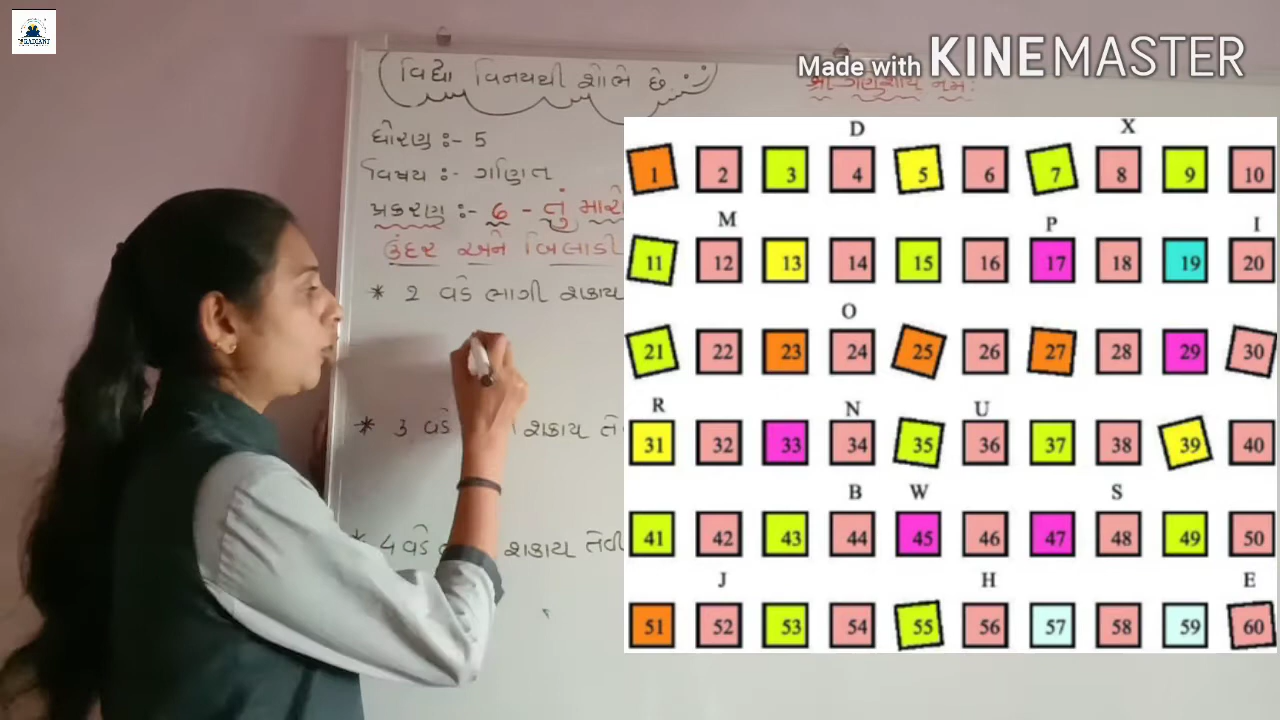 RADIANT
Made with KINEMASTER
વિદ્યા વિનયથી શોભે છે.
શ્રી ગણેશાય નમઃ
ધોરણ :- 5
વિષય :- ગણિત
પ્રકરણ :- 6 - તું મારો
ઉંદર અને બિલાડી
* 2 વડે ભાગી શકાય
* 3 વડે શકાય
* 4 વડે શકાય તેવી
D X
1 2 3 4 5 6 7 8 9 10
M P I
11 12 13 14 15 16 17 18 19 20
O
21 22 23 24 25 26 27 28 29 30
R N U
31 32 33 34 35 36 37 38 39 40
B W S
41 42 43 44 45 46 47 48 49 50
J H E
51 52 53 54 55 56 57 58 59 60